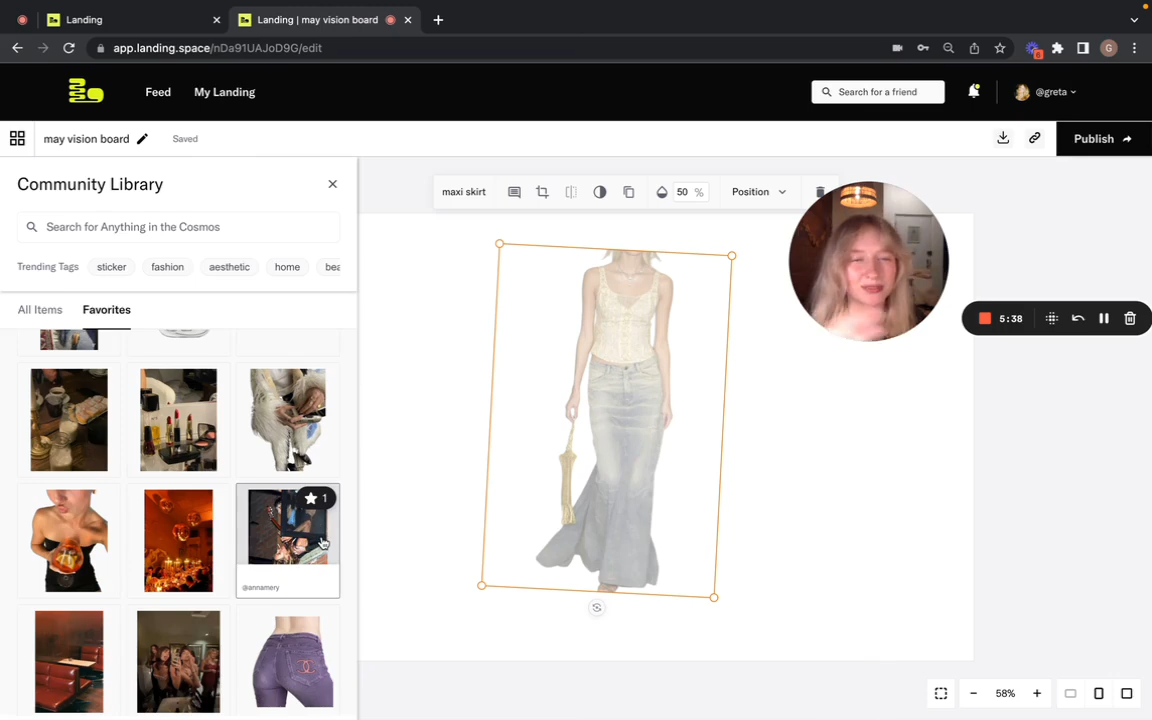 Landing
Landing | may vision board
app.landing.space/nDa91UAJoD9G/edit
6
G
Feed
My Landing
Search for a friend
@greta
may vision board
Saved
Publish
Community Library
Search for Anything in the Cosmos
Trending Tags
sticker
fashion
aesthetic
home
bea
All Items
Favorites
maxi skirt
50 %
Position
5:38
1
@annamery
58%